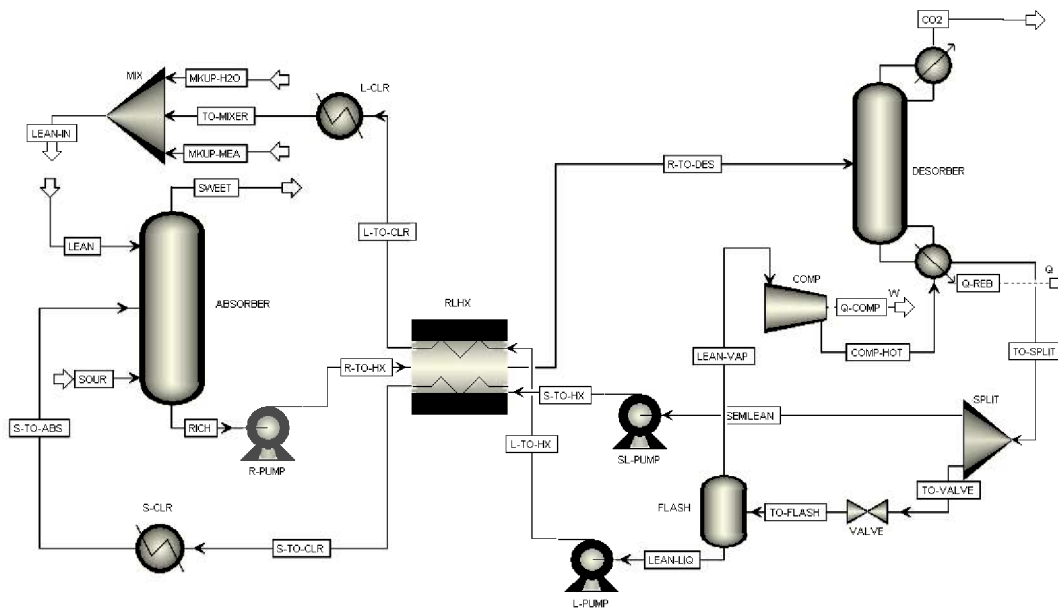 CO2
MIX
MKUP-H2O
L-CLR
TO-MIXER
LEAN-IN
MKUP-MEA
R-TO-DES
DESORBER
SWEET
L-TO-CLR
LEAN
COMP
Q
ABSORBER
RLHX
W
Q-REB
Q-COMP
LEAN-VAP
COMP-HOT
TO-SPLIT
R-TO-HX
SOUR
S-TO-HX
SPLIT
S-TO-ABS
RICH
SEMLEAN
L-TO-HX
R-PUMP
SL-PUMP
TO-VALVE
FLASH
TO-FLASH
S-CLR
VALVE
S-TO-CLR
LEAN-LIQ
L-PUMP